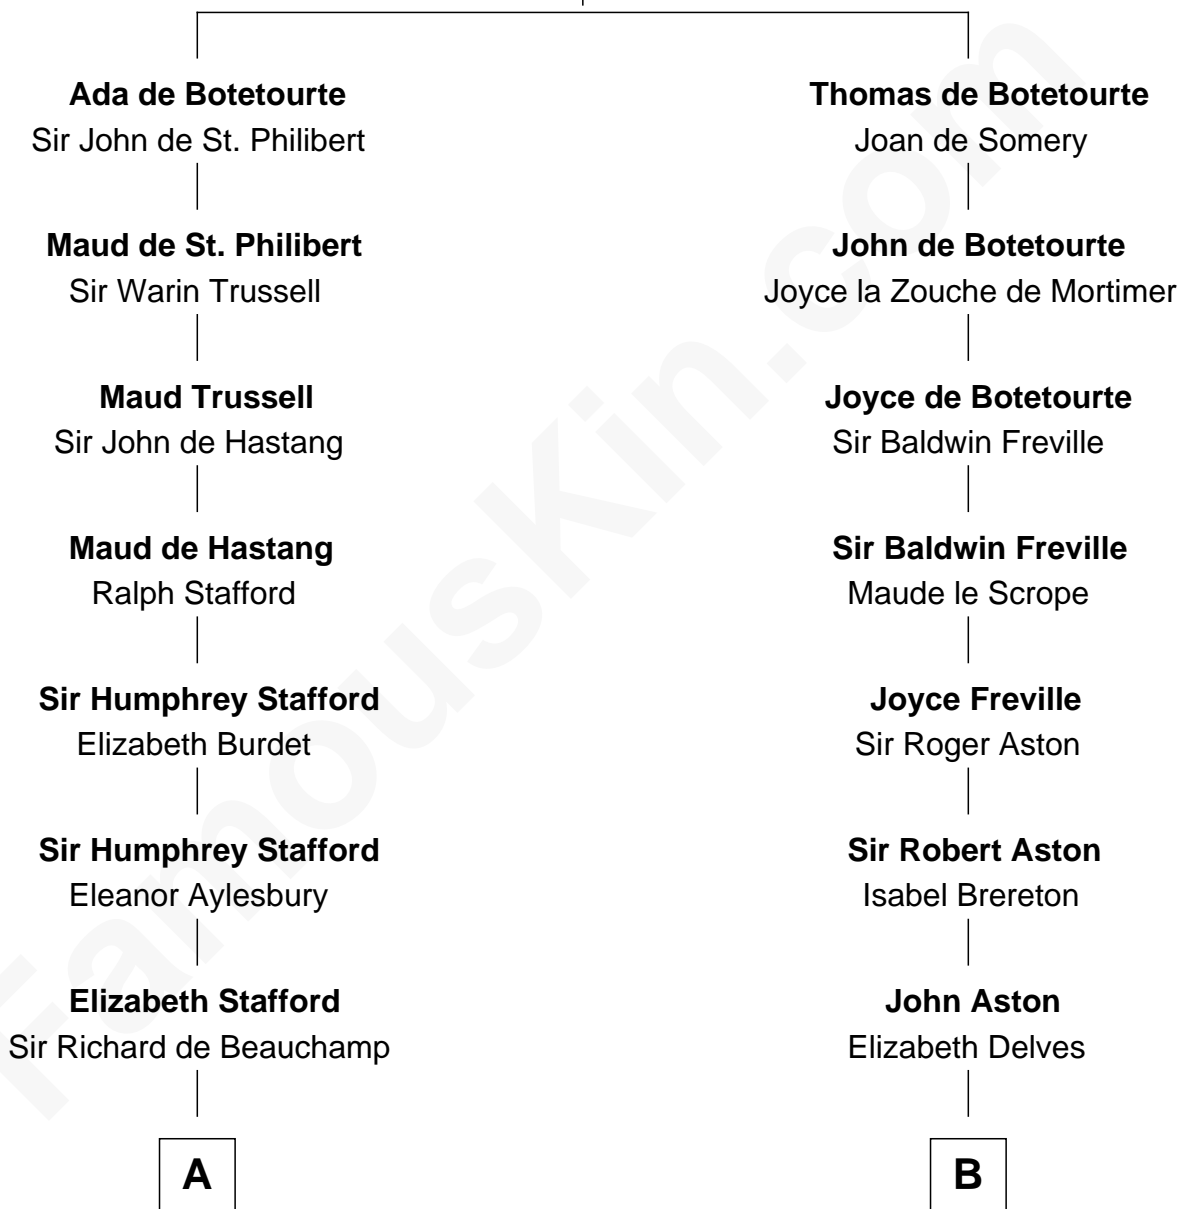 Ada de Botetourte
Sir John de St. Philibert
Maud de St. Philibert
Sir Warin Trussell
Maud Trussell
Sir John de Hastang
Maud de Hastang
Ralph Stafford
Sir Humphrey Stafford
Elizabeth Burdet
Sir Humphrey Stafford
Eleanor Aylesbury
Elizabeth Stafford
Sir Richard de Beauchamp
A
Thomas de Botetourte
Joan de Somery
John de Botetourte
Joyce la Zouche de Mortimer
Joyce de Botetourte
Sir Baldwin Freville
Sir Baldwin Freville
Maude le Scrope
Joyce Freville
Sir Roger Aston
Sir Robert Aston
Isabel Brereton
John Aston
Elizabeth Delves
B
FamousKin.com